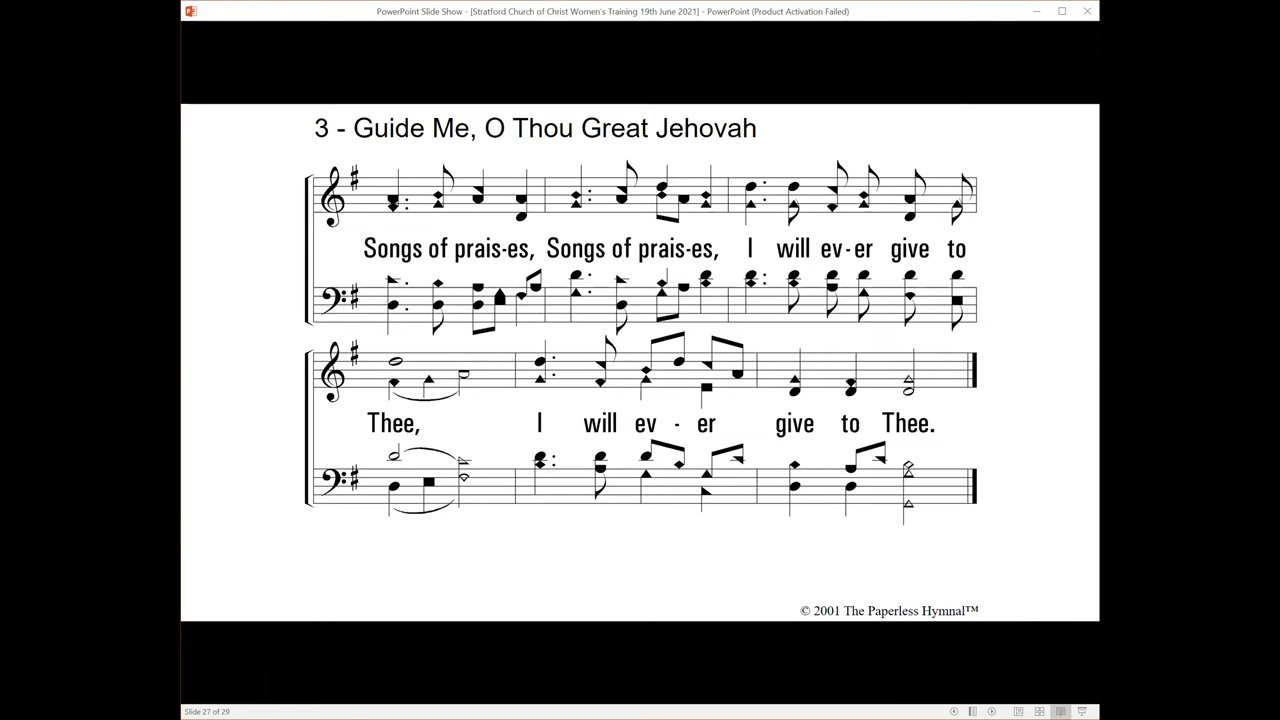 PowerPoint Slide Show - [Stratford Church of Christ Women's Training 19th June 2021] - PowerPoint (Product Activation Failed)
3 - Guide Me, O Thou Great Jehovah
Songs of prais-es, Songs of prais-es, I will ev-er give to
Thee, I will ev - er give to Thee.
© 2001 The Paperless Hymnal™
Slide 27 of 29